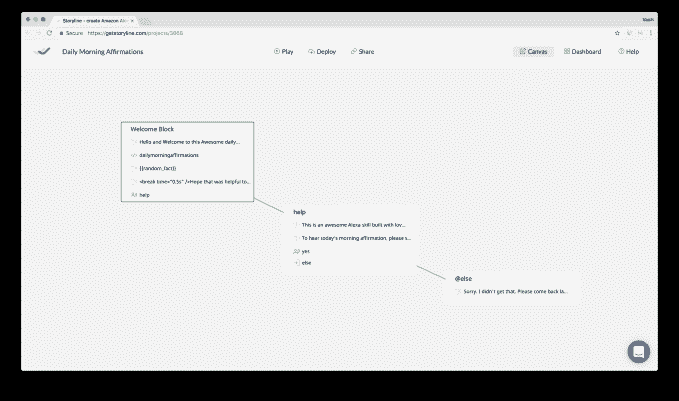 Storyline - create Amazon Ale
Secure https://getstoryline.com/projects/3068
Daily Morning Affirmations
Play
Deploy
Share
Canvas
Dashboard
Help
Welcome Block
Hello and Welcome to this Awesome daily...
dailymorningaffirmations
{{random_fact}}
<break time="0.5s" />Hope that was helpful to...
help
help
This is an awesome Alexa skill built with lov...
To hear today's morning affirmation, please s...
yes
else
@else
Sorry, I didn't get that. Please come back la...